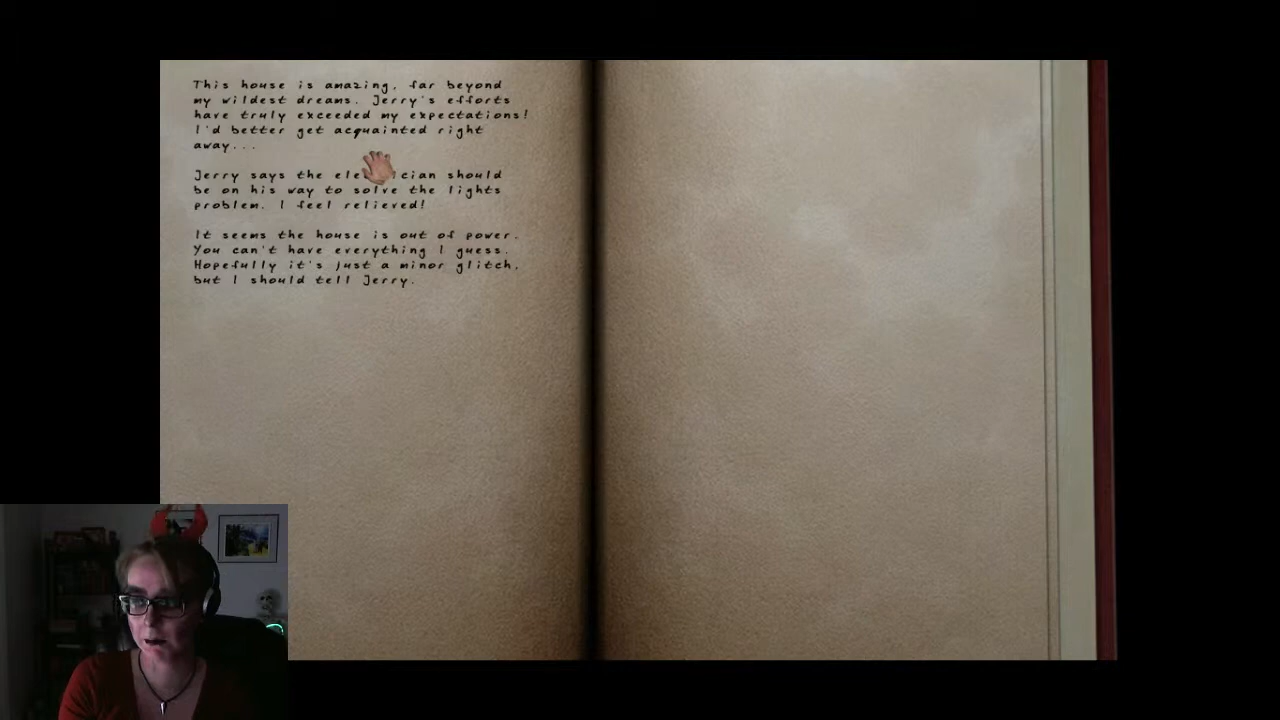 This house is amazing, far beyond
my wildest dreams. Jerry's efforts
have truly exceeded my expectations!
I'd better get acquainted right
away...
Jerry says the should
be on his way to solve the lights
problem. I feel relieved!
It seems the house is out of power.
You can't have everything I guess.
Hopefully it's just a minor glitch,
but I should tell Jerry.